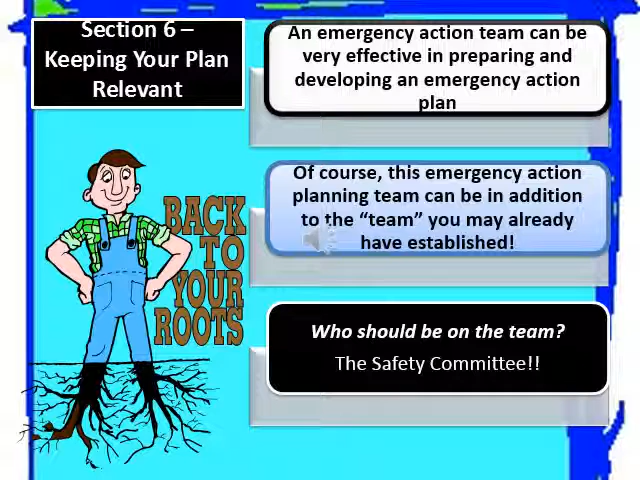 Section 6 –
Keeping Your Plan
Relevant
An emergency action team can be
very effective in preparing and
developing an emergency action
plan
Of course, this emergency action
planning team can be in addition
to the “team” you may already
have established!
BACK
TO
YOUR
ROOTS
Who should be on the team?
The Safety Committee!!